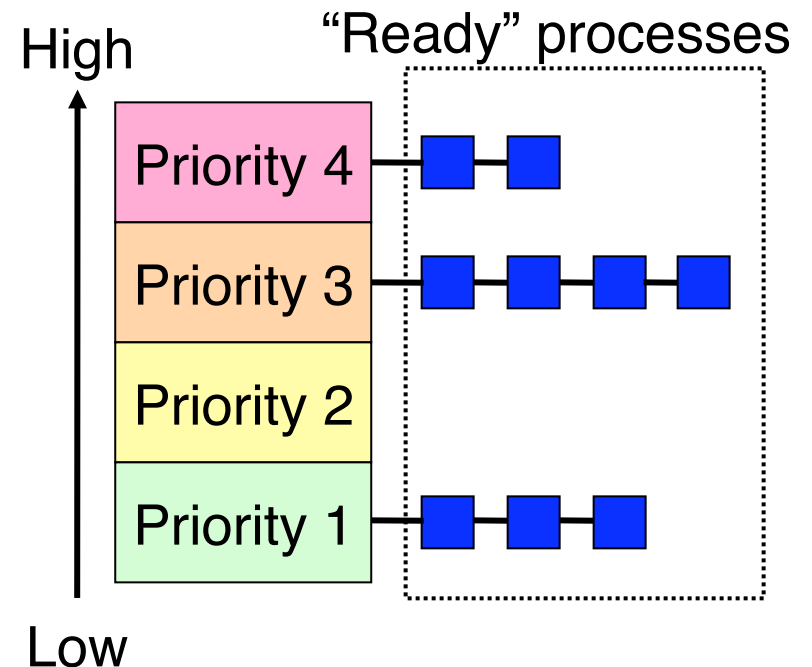 High
“Ready” processes
Priority 4
Priority 3
Priority 2
Priority 1
Low